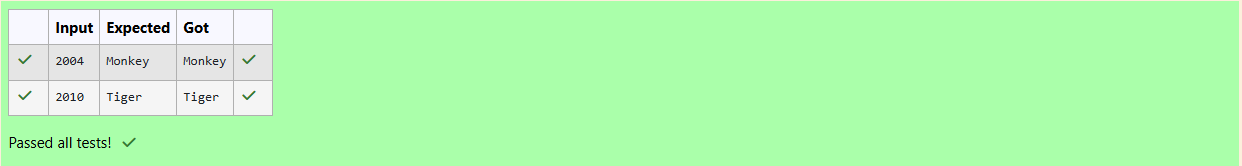 Input Expected Got
2004 Monkey Monkey
2010 Tiger Tiger
Passed all tests!